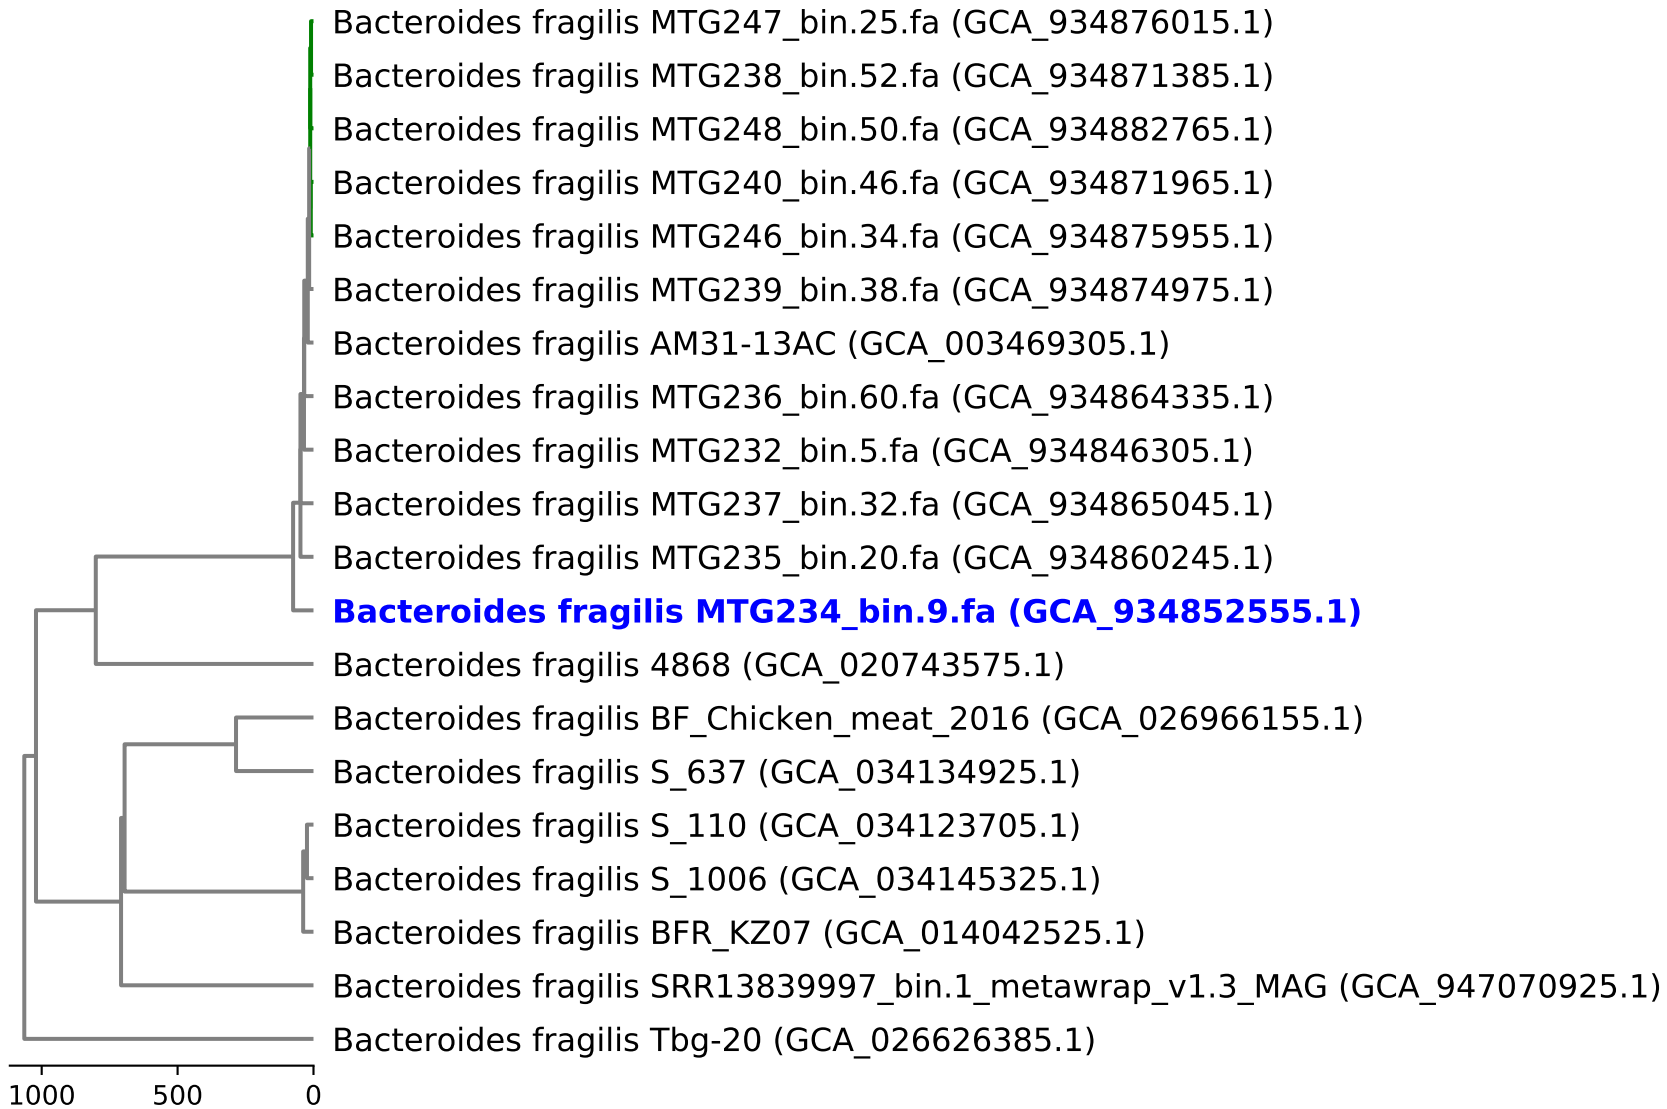 Bacteroides fragilis MTG247_bin.25.fa (GCA_934876015.1)
Bacteroides fragilis MTG238_bin.52.fa (GCA_934871385.1)
Bacteroides fragilis MTG248_bin.50.fa (GCA_934882765.1)
Bacteroides fragilis MTG240_bin.46.fa (GCA_934871965.1)
Bacteroides fragilis MTG246_bin.34.fa (GCA_934875955.1)
Bacteroides fragilis MTG239_bin.38.fa (GCA_934874975.1)
Bacteroides fragilis AM31-13AC (GCA_003469305.1)
Bacteroides fragilis MTG236_bin.60.fa (GCA_934864335.1)
Bacteroides fragilis MTG232_bin.5.fa (GCA_934846305.1)
Bacteroides fragilis MTG237_bin.32.fa (GCA_934865045.1)
Bacteroides fragilis MTG235_bin.20.fa (GCA_934860245.1)
Bacteroides fragilis MTG234_bin.9.fa (GCA_934852555.1)
Bacteroides fragilis 4868 (GCA_020743575.1)
Bacteroides fragilis BF_Chicken_meat_2016 (GCA_026966155.1)
Bacteroides fragilis S_637 (GCA_034134925.1)
Bacteroides fragilis S_110 (GCA_034123705.1)
Bacteroides fragilis S_1006 (GCA_034145325.1)
Bacteroides fragilis BFR_KZ07 (GCA_014042525.1)
Bacteroides fragilis SRR13839997_bin.1_metawrap_v1.3_MAG (GCA_947070925.1)
Bacteroides fragilis Tbg-20 (GCA_026626385.1)
1000 500 0